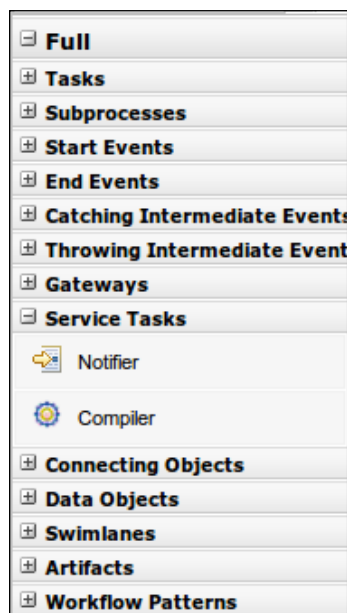 Full
Tasks
Subprocesses
Start Events
End Events
Catching Intermediate Events
Throwing Intermediate Event
Gateways
Service Tasks
Notifier
Compiler
Connecting Objects
Data Objects
Swimlanes
Artifacts
Workflow Patterns